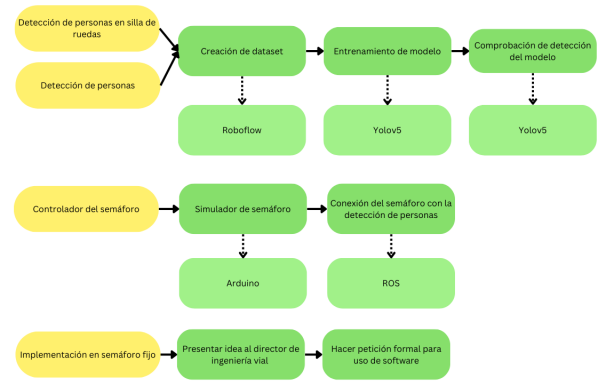 Detección de personas en silla de
ruedas
Creación de dataset
Entrenamiento de modelo
Comprobación de detección
del modelo
Detección de personas
Roboflow
Yolov5
Yolov5
Controlador del semáforo
Simulador de semáforo
Conexión del semáforo con la
detección de personas
Arduino
ROS
Implementación en semáforo fijo
Presentar idea al director de
ingeniería vial
Hacer petición formal para
uso de software